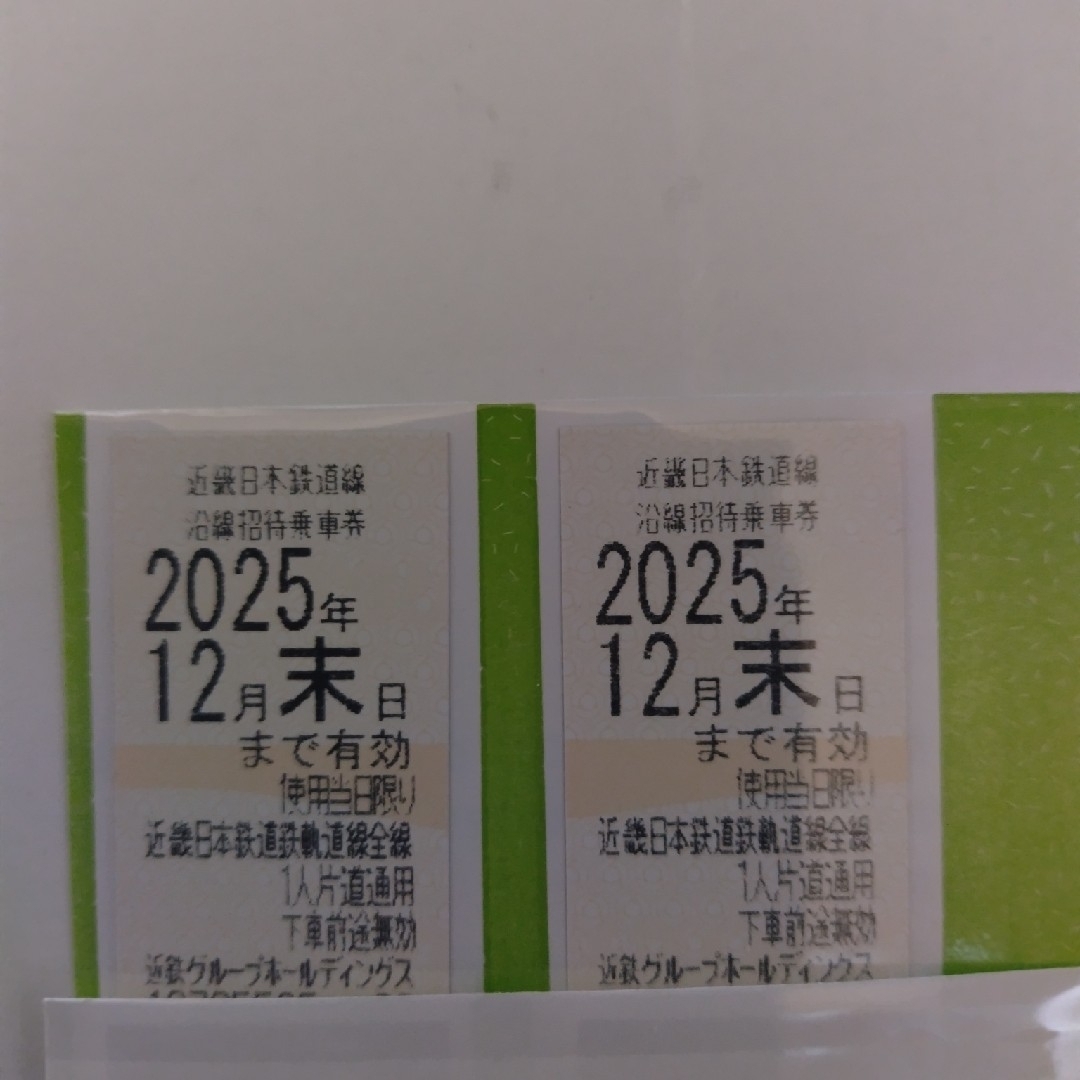 近畿日本鉄道線
沿線招待乗車券
2025年
12月末日
まで有効
使用当日限り
近畿日本鉄道鉄軌道線全線
1人片道通用
下車前途無効
近鉄グループホールディングス
近畿日本鉄道線
沿線招待乗車券
2025年
12月末日
まで有効
使用当日限り
近畿日本鉄道鉄軌道線全線
1人片道通用
下車前途無効
近鉄グループホールディングス